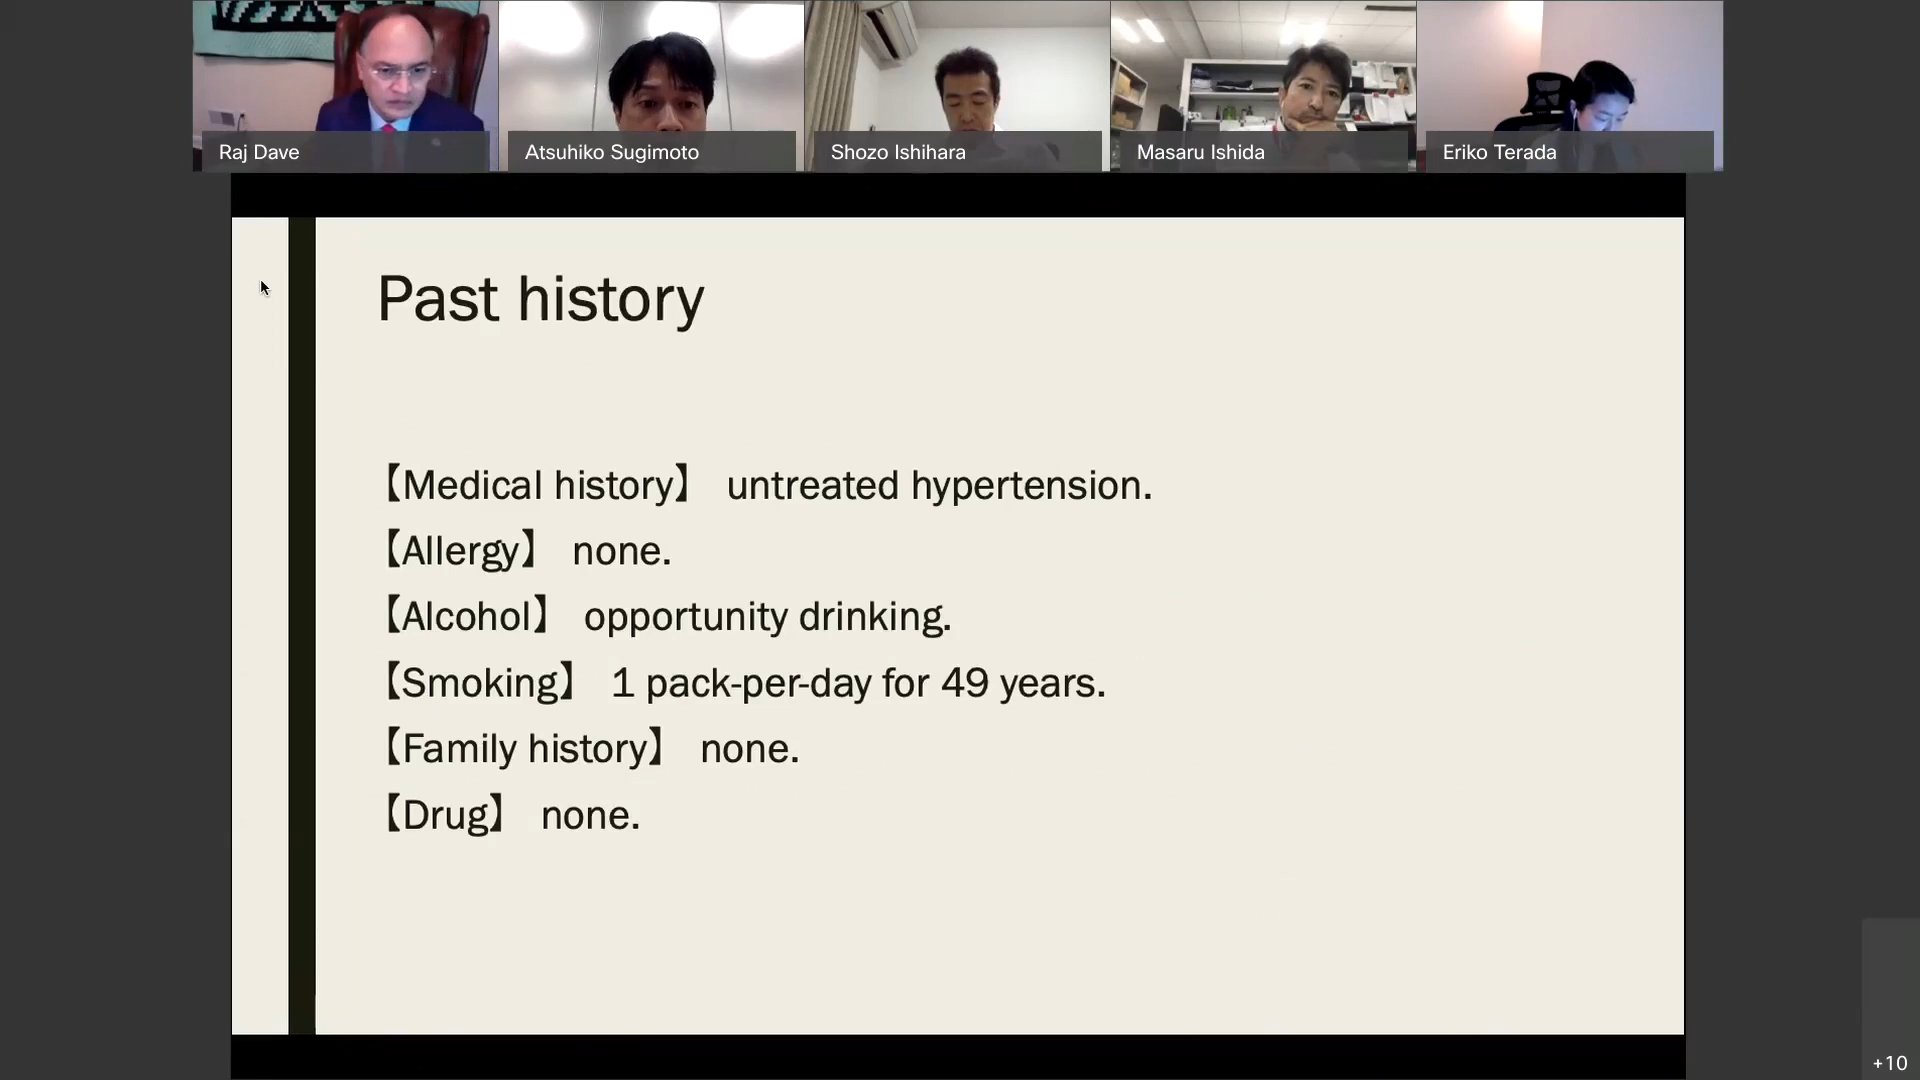 Raj Dave
Atsuhiko Sugimoto
Shozo Ishihara
Masaru Ishida
Eriko Terada
Past history
【Medical history】 untreated hypertension.
【Allergy】 none.
【Alcohol】 opportunity drinking.
【Smoking】 1 pack-per-day for 49 years.
【Family history】 none.
【Drug】 none.
+10